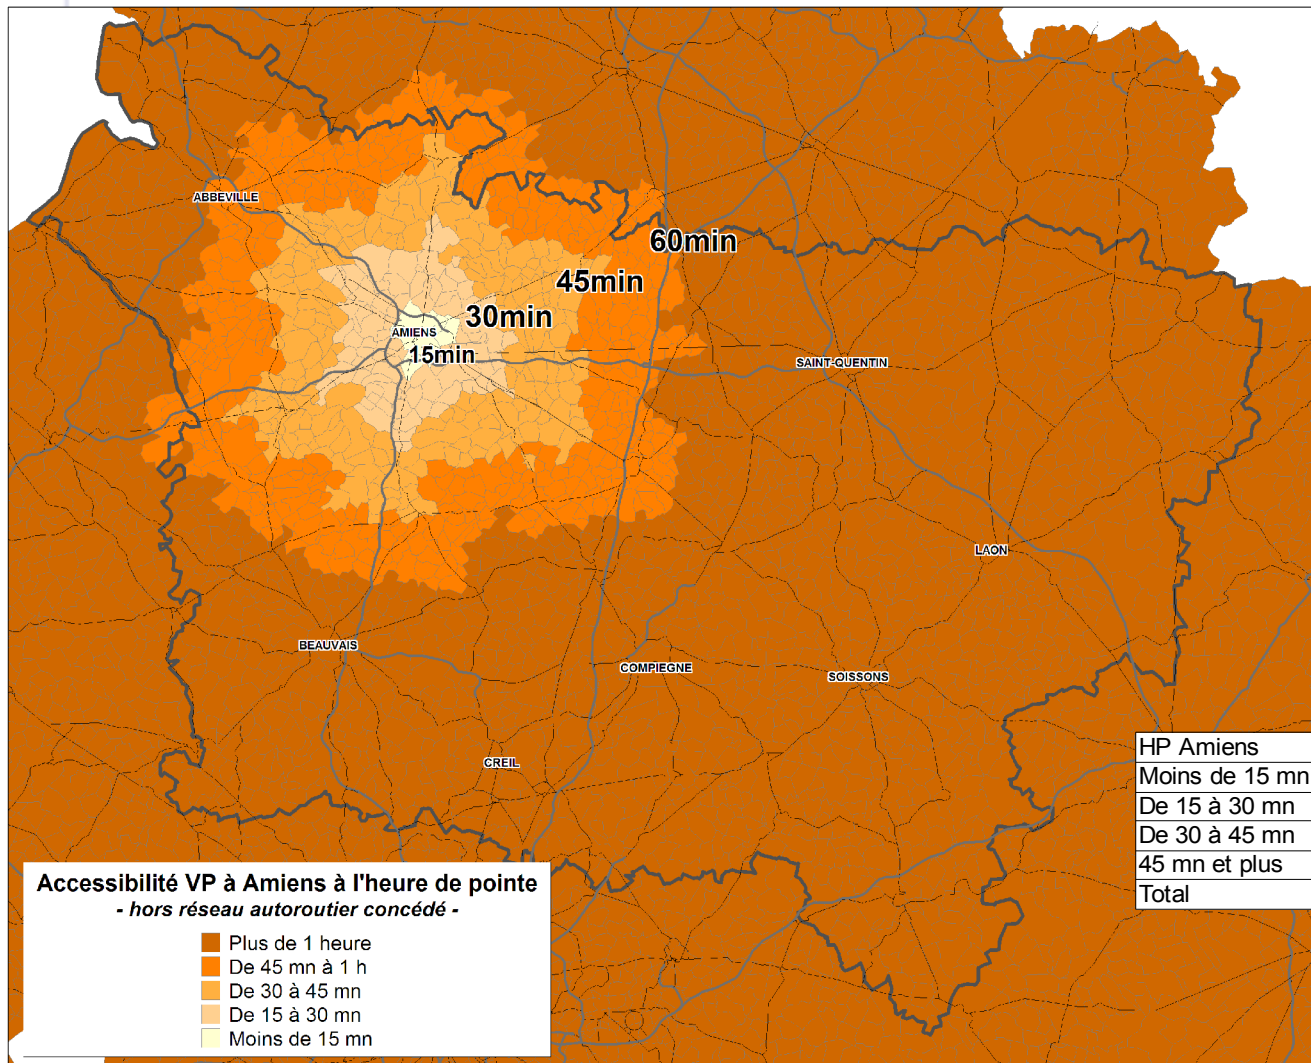 ABBEVILLE
60min
45min
30min
AMIENS
15min
SAINT-QUENTIN
LAON
BEAUVAIS
COMPIEGNE
SOISSONS
CREIL
HP Amiens
Moins de 15 mn
De 15 à 30 mn
De 30 à 45 mn
45 mn et plus
Total
Accessibilité VP à Amiens à l'heure de pointe
- hors réseau autoroutier concédé -
Plus de 1 heure
De 45 mn à 1 h
De 30 à 45 mn
De 15 à 30 mn
Moins de 15 mn